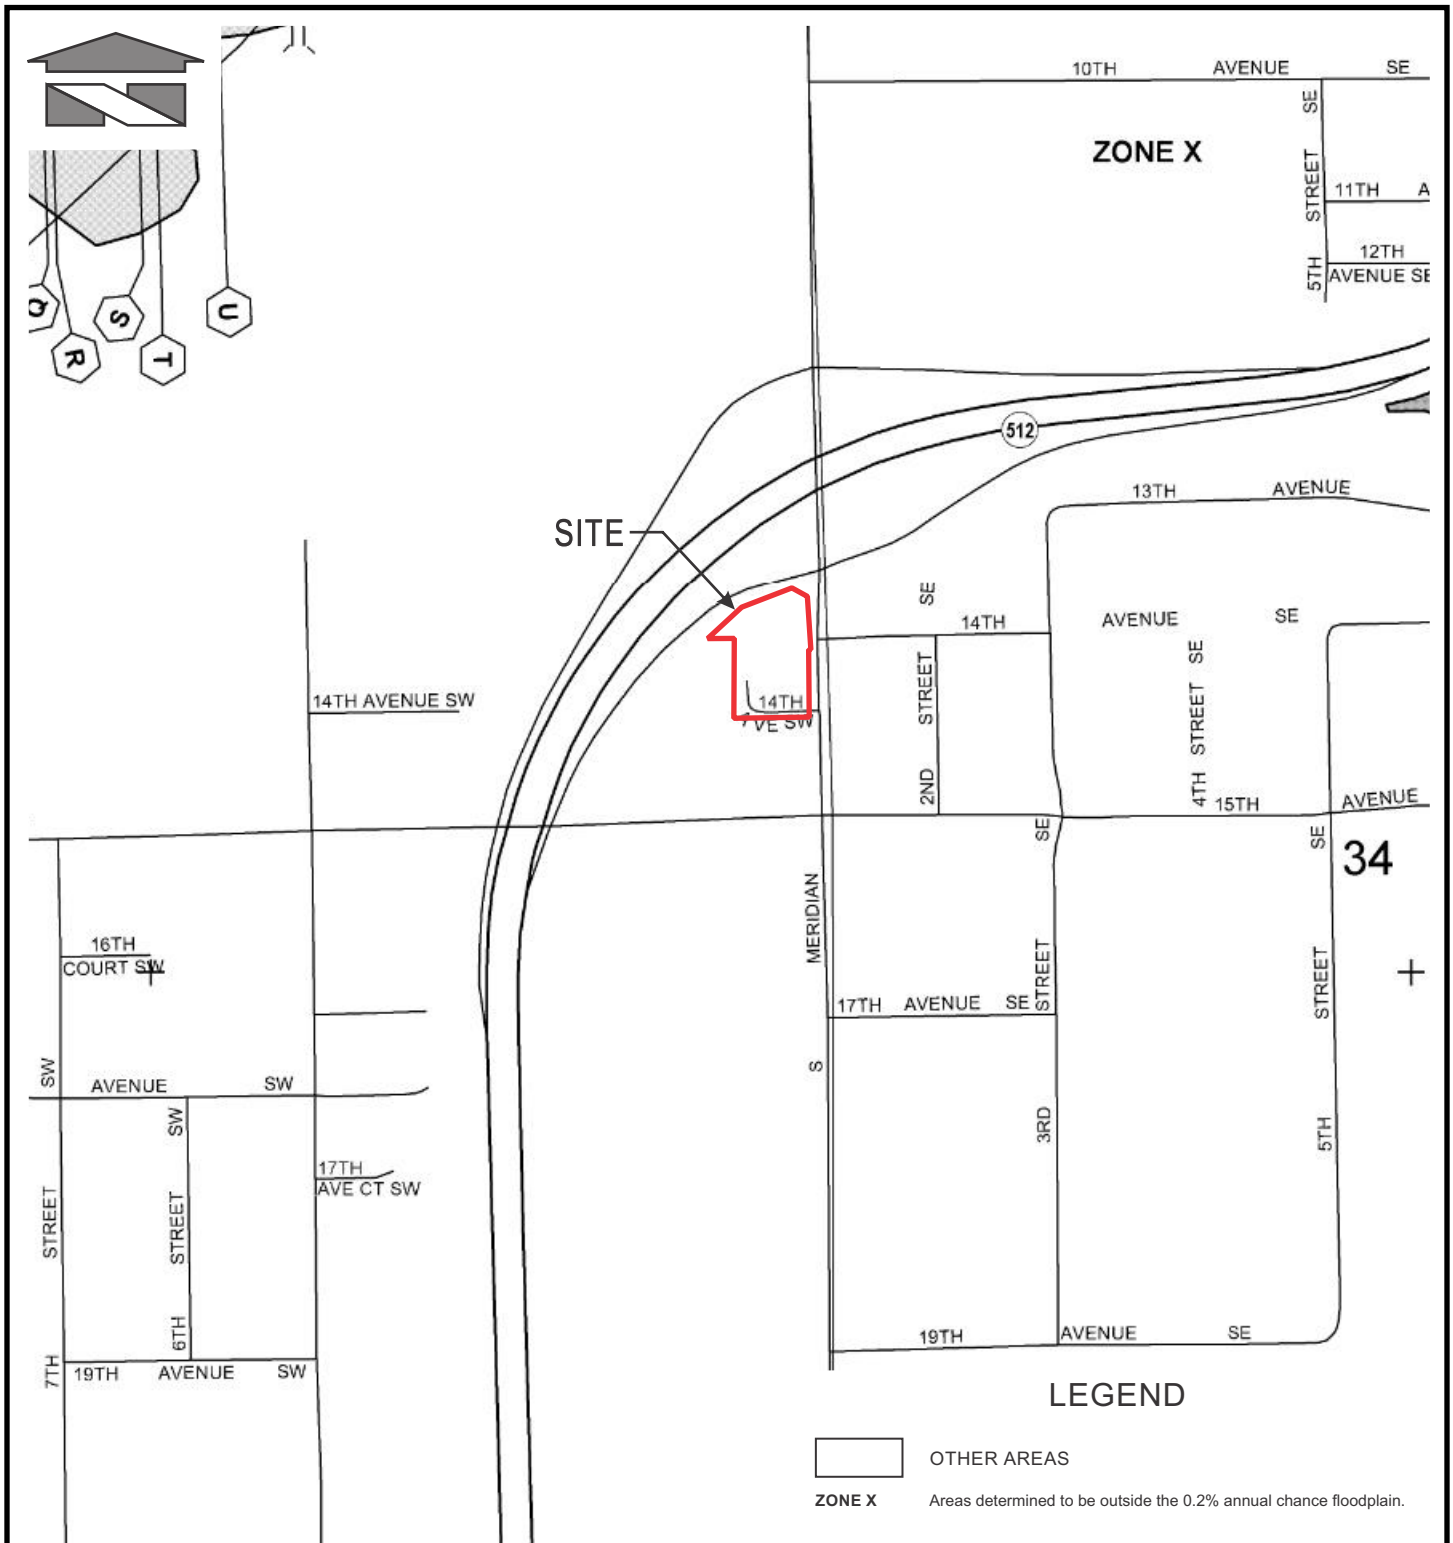 10TH AVENUE SE
ZONE X
5TH STREET SE
11TH A
12TH
AVENUE SE
Q
R
S
T
U
512
13TH AVENUE
SITE
14TH AVENUE SE
2ND STREET SE
4TH STREET SE
14TH AVENUE SW
14TH
VE SW
15TH AVENUE
34
MERIDIAN S
3RD STREET SE
5TH STREET SE
16TH
COURT SW
17TH AVENUE SE
AVENUE SW
7TH STREET SW
6TH STREET SW
17TH
AVE CT SW
19TH AVENUE SW
19TH AVENUE SE
LEGEND
OTHER AREAS
ZONE X Areas determined to be outside the 0.2% annual chance floodplain.